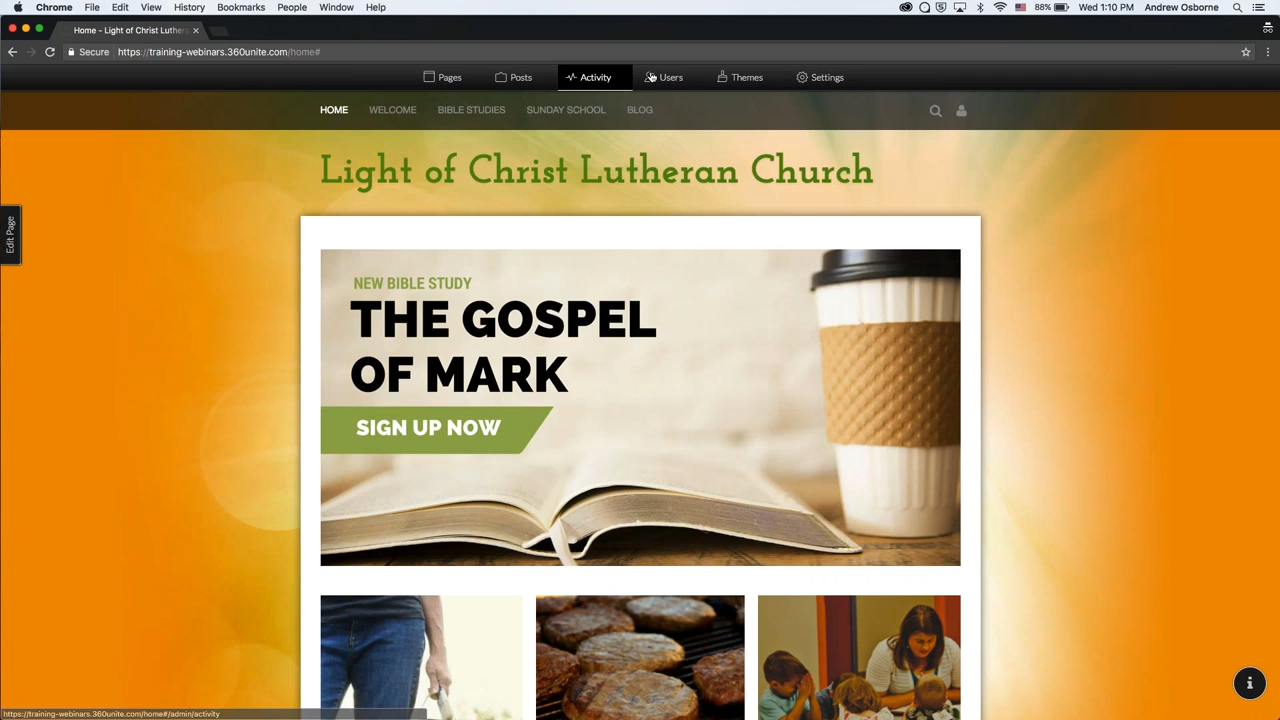 Chrome File Edit View History Bookmarks People Window Help 88% Wed 1:10 PM Andrew Osborne
Home - Light of Christ Luthera
Secure https://training-webinars.360unite.com/home#
Pages Posts Activity Users Themes Settings
HOME WELCOME BIBLE STUDIES SUNDAY SCHOOL BLOG
Light of Christ Lutheran Church
Edit Page
NEW BIBLE STUDY
THE GOSPEL
OF MARK
SIGN UP NOW
i
https://training-webinars.360unite.com/home#/admin/activity